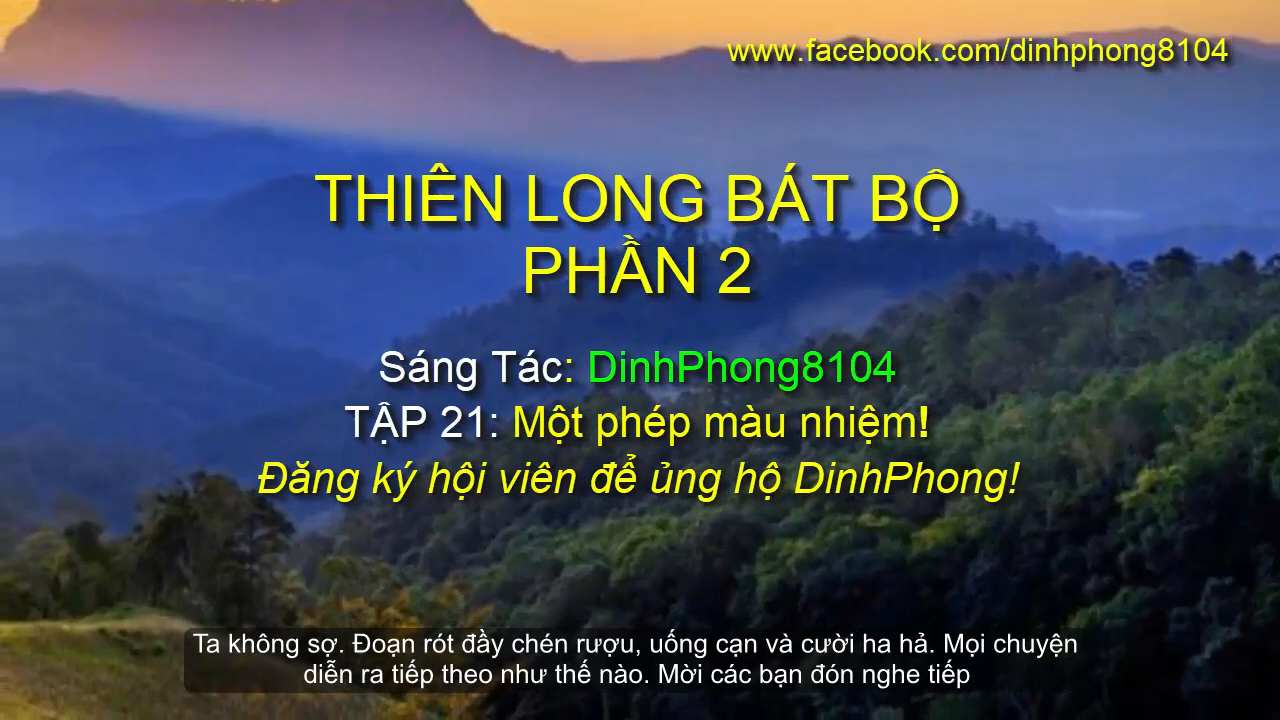 www.facebook.com/dinhphong8104
THIÊN LONG BÁT BỘ
PHẦN 2
Sáng Tác: DinhPhong8104
TẬP 21: Một phép màu nhiệm!
Đăng ký hội viên để ủng hộ DinhPhong!
Ta không sợ. Đoạn rót đầy chén rượu, uống cạn và cười ha hả. Mọi chuyện
diễn ra tiếp theo như thế nào. Mời các bạn đón nghe tiếp